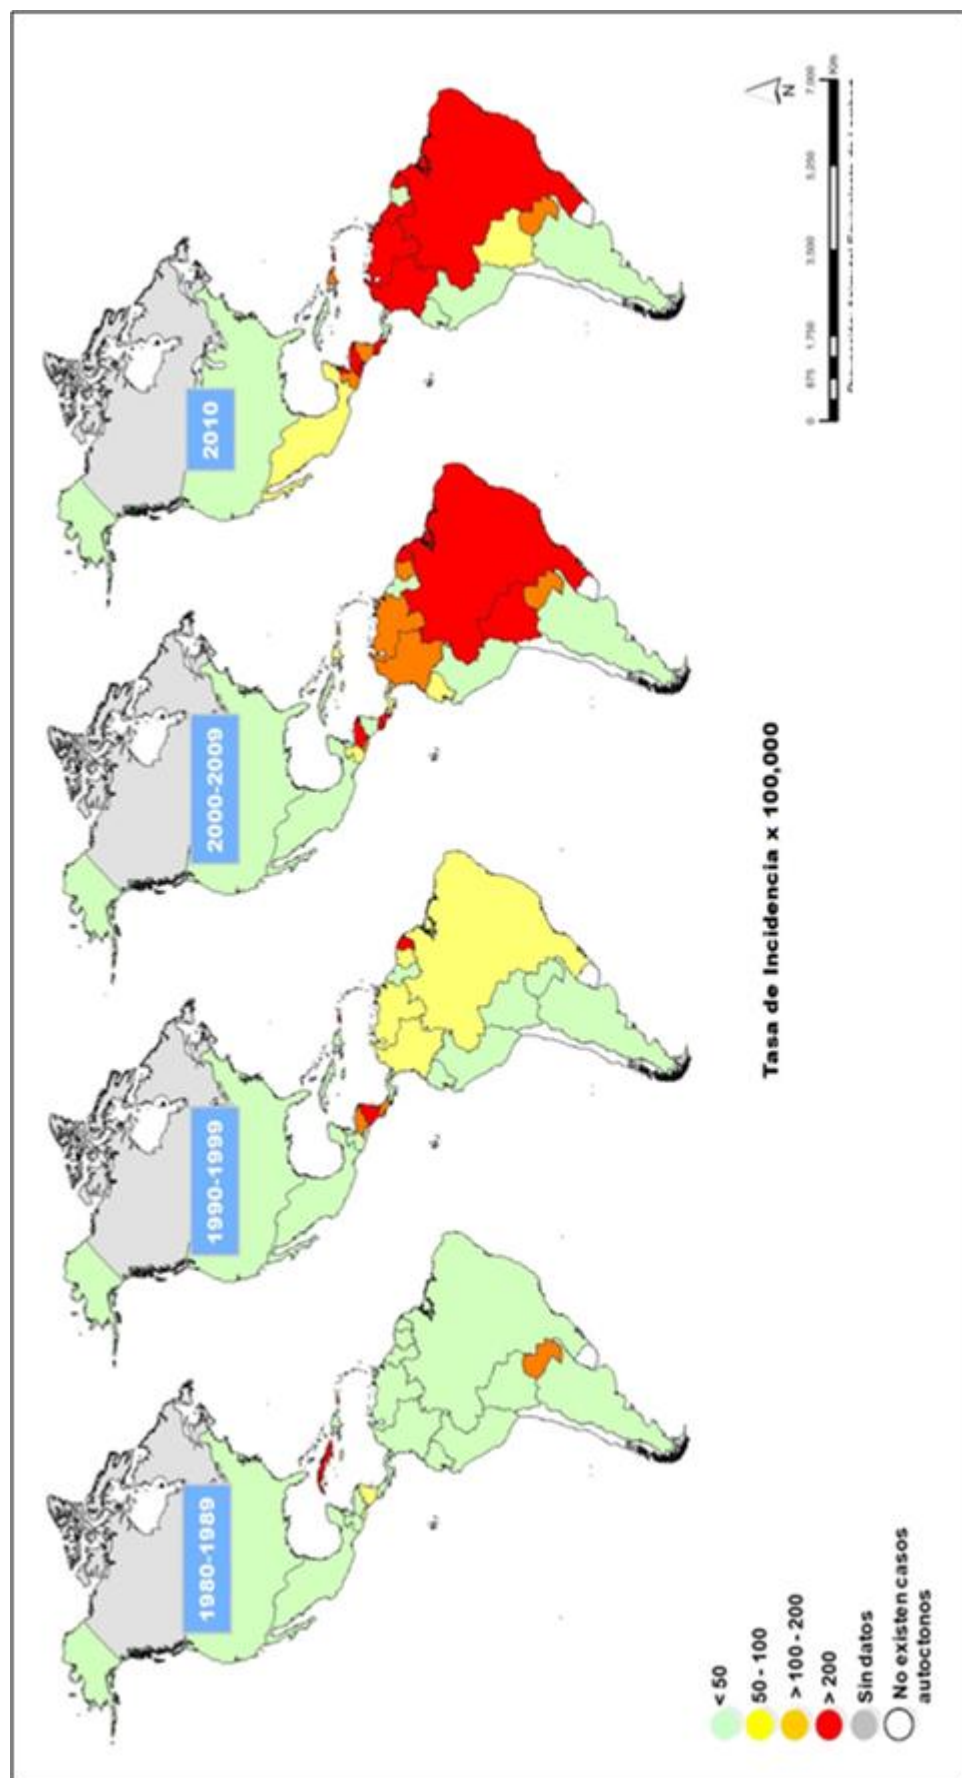 1980-1989
1990-1999
2000-2009
2010
Tasa de Incidencia x 100,000
< 50
50 - 100
> 100 - 200
> 200
Sin datos
No existen casos
autoctonos
N
0 875 1,750 3,500 5,250 7,000
Km